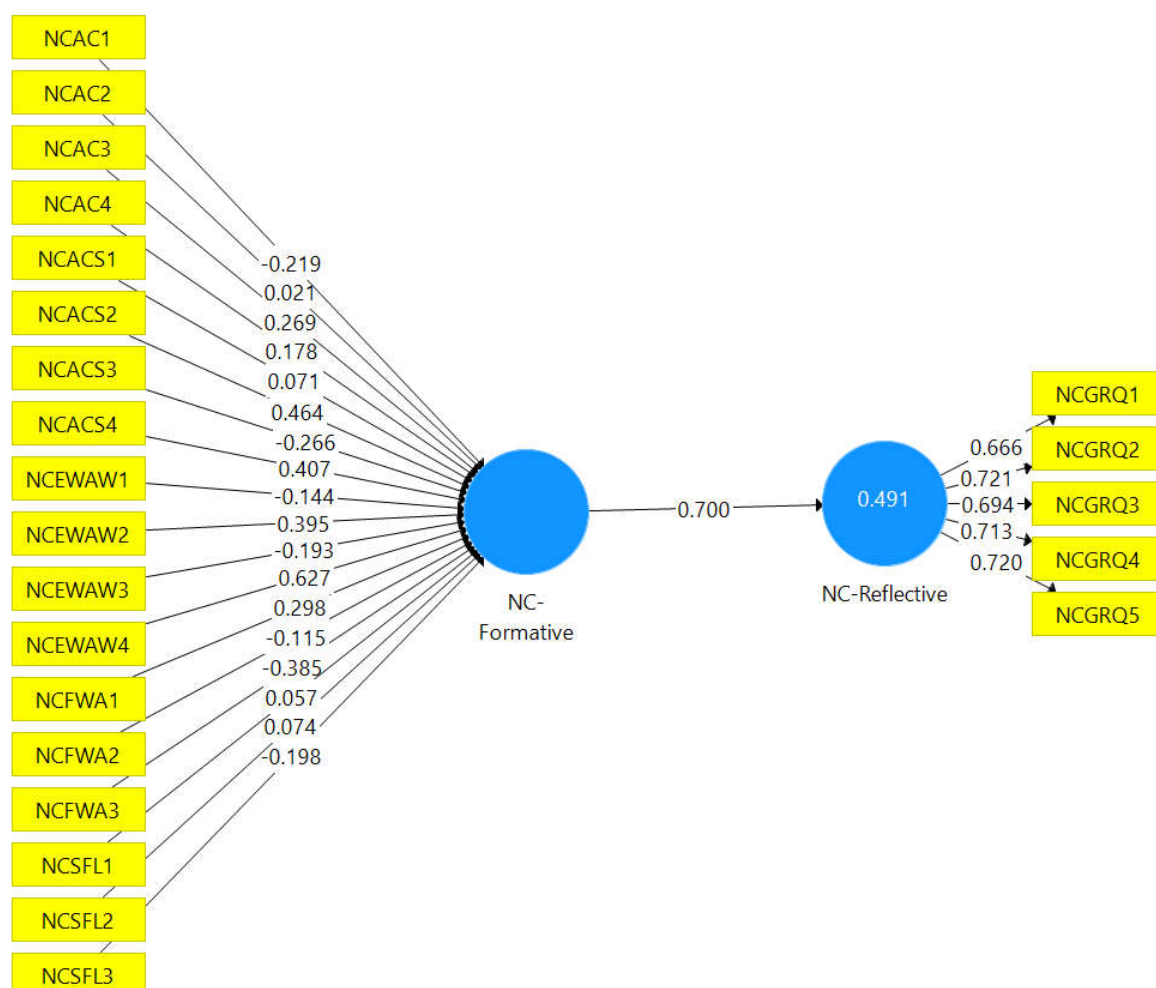 NCAC1
NCAC2
NCAC3
NCAC4
NCACS1
NCACS2
NCACS3
NCACS4
NCEWAW1
NCEWAW2
NCEWAW3
NCEWAW4
NCFWA1
NCFWA2
NCFWA3
NCSFL1
NCSFL2
NCSFL3
-0.219
0.021
0.269
0.178
0.071
0.464
-0.266
0.407
-0.144
0.395
-0.193
0.627
0.298
-0.115
-0.385
0.057
0.074
-0.198
NC-
Formative
0.700
0.491
NC-Reflective
0.666
0.721
0.694
0.713
0.720
NCGRQ1
NCGRQ2
NCGRQ3
NCGRQ4
NCGRQ5